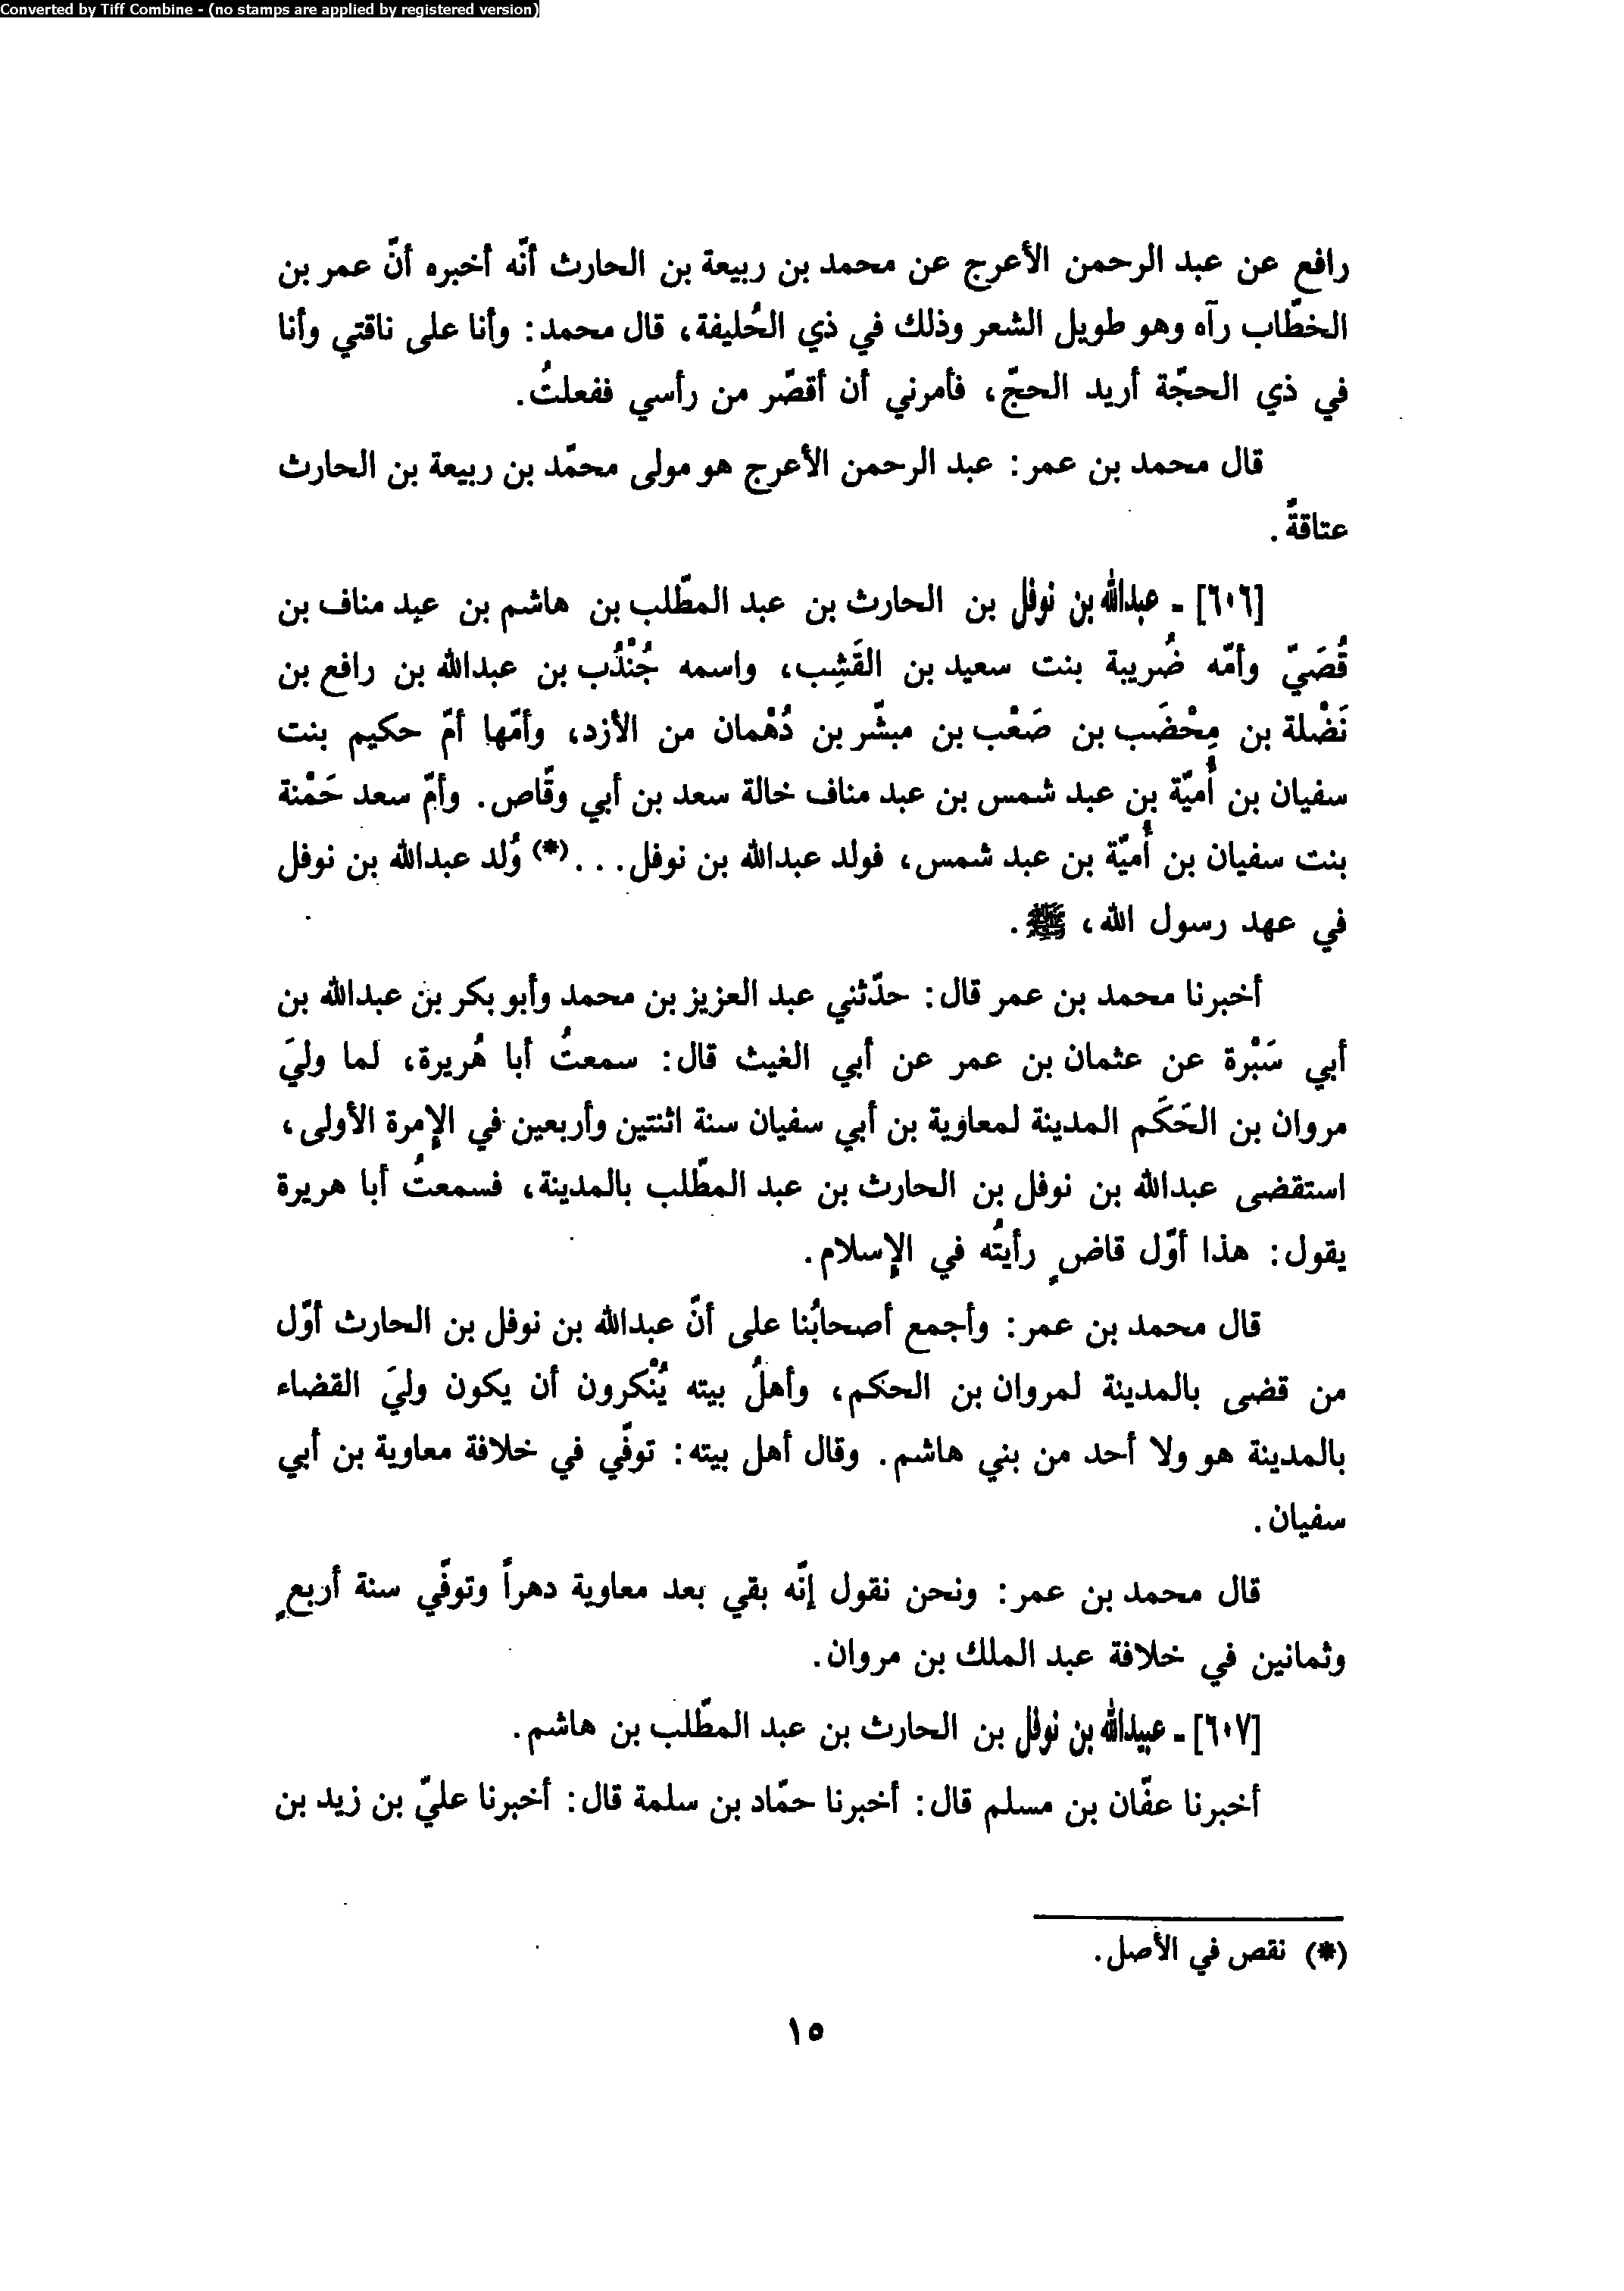 Converted by Tiff Combine - (no stamps are applied by registered version)
رافع عن عبد الرحمن الأعرج عن محمد بن ربيعة بن الحارث أنّه أخبره أنّ عمر بن
الخطّاب رآه وهو طويل الشعر وذلك في ذي الحُليفة، قال محمد: وأنا على ناقتي وأنا
في ذي الحجّة أريد الحجّ، فأمرني أن أقصّر من رأسي ففعلتُ.
قال محمد بن عمر: عبد الرحمن الأعرج هو مولى محمّد بن ربيعة بن الحارث
عتاقةً.
[٦٠٦] - عبدالله بن نوفل بن الحارث بن عبد المطّلب بن هاشم بن عبد مناف بن
قُصَيّ وأمّه ضُريبة بنت سعيد بن القَشِب، واسمه جُنْدُب بن عبدالله بن رافع بن
نَضْلة بن مِحْضَب بن صَعْب بن مبشّر بن دُهْمان من الأزد، وأمّها أمّ حكيم بنت
سفيان بن أُميّة بن عبد شمس بن عبد مناف خالة سعد بن أبي وقّاص. وأمّ سعد حَمْنة
بنت سفيان بن أُميّة بن عبد شمس، فولد عبدالله بن نوفل...(*) وُلد عبدالله بن نوفل
في عهد رسول الله، ﷺ.
أخبرنا محمد بن عمر قال: حدّثني عبد العزيز بن محمد وأبو بكر بن عبدالله بن
أبي سَبْرة عن عثمان بن عمر عن أبي الغيث قال: سمعتُ أبا هُريرة، لما وليَ
مروان بن الحَكَم المدينة لمعاوية بن أبي سفيان سنة اثنتين وأربعين في الإمرة الأولى،
استقضى عبدالله بن نوفل بن الحارث بن عبد المطّلب بالمدينة، فسمعتُ أبا هريرة
يقول: هذا أوّل قاضٍ رأيتُه في الإسلام.
قال محمد بن عمر: وأجمع أصحابُنا على أنّ عبدالله بن نوفل بن الحارث أوّل
من قضى بالمدينة لمروان بن الحكم، وأهلُ بيته يُنْكرون أن يكون وليَ القضاء
بالمدينة هو ولا أحد من بني هاشم. وقال أهل بيته: توفّي في خلافة معاوية بن أبي
سفيان.
قال محمد بن عمر: ونحن نقول إنّه بقي بعد معاوية دهراً وتوفّي سنة أربعٍ
وثمانين في خلافة عبد الملك بن مروان.
[٦٠٧] - عبيدالله بن نوفل بن الحارث بن عبد المطّلب بن هاشم.
أخبرنا عفّان بن مسلم قال: أخبرنا حمّاد بن سلمة قال: أخبرنا عليّ بن زيد بن
(*) نقص في الأصل.
١٥